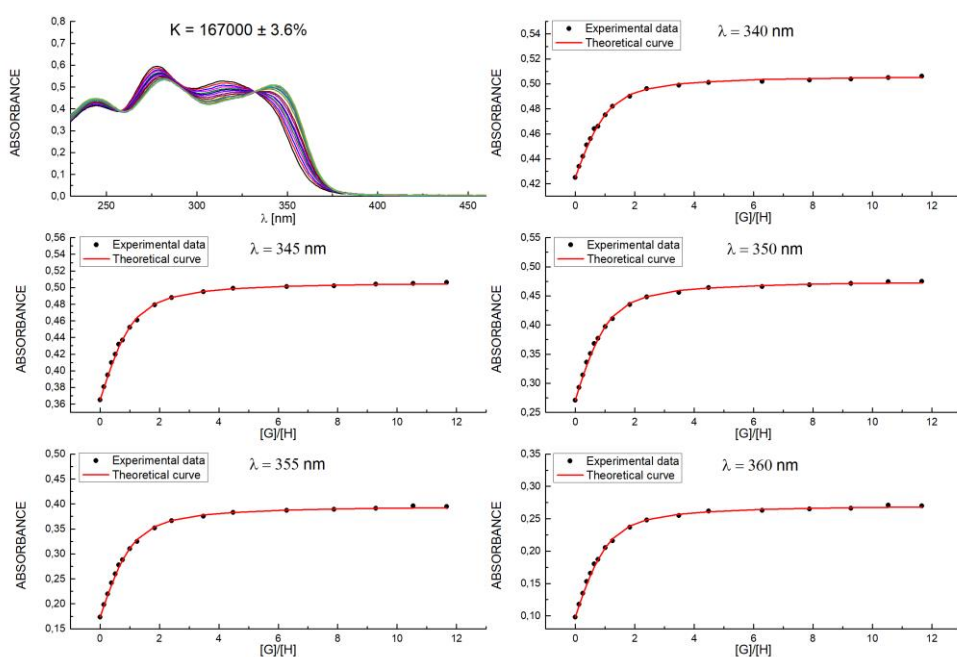 K = 167000 ± 3.6%
ABSORBANCE
0,8
0,7
0,6
0,5
0,4
0,3
0,2
0,1
0,0
250 300 350 400 450
λ [nm]
Experimental data
Theoretical curve
λ = 340 nm
ABSORBANCE
0,54
0,52
0,50
0,48
0,46
0,44
0,42
0 2 4 6 8 10 12
[G]/[H]
Experimental data
Theoretical curve
λ = 345 nm
ABSORBANCE
0,56
0,54
0,52
0,50
0,48
0,46
0,44
0,42
0,40
0,38
0,36
0 2 4 6 8 10 12
[G]/[H]
Experimental data
Theoretical curve
λ = 350 nm
ABSORBANCE
0,55
0,50
0,45
0,40
0,35
0,30
0,25
0 2 4 6 8 10 12
[G]/[H]
Experimental data
Theoretical curve
λ = 355 nm
ABSORBANCE
0,50
0,45
0,40
0,35
0,30
0,25
0,20
0,15
0 2 4 6 8 10 12
[G]/[H]
Experimental data
Theoretical curve
λ = 360 nm
ABSORBANCE
0,35
0,30
0,25
0,20
0,15
0,10
0 2 4 6 8 10 12
[G]/[H]